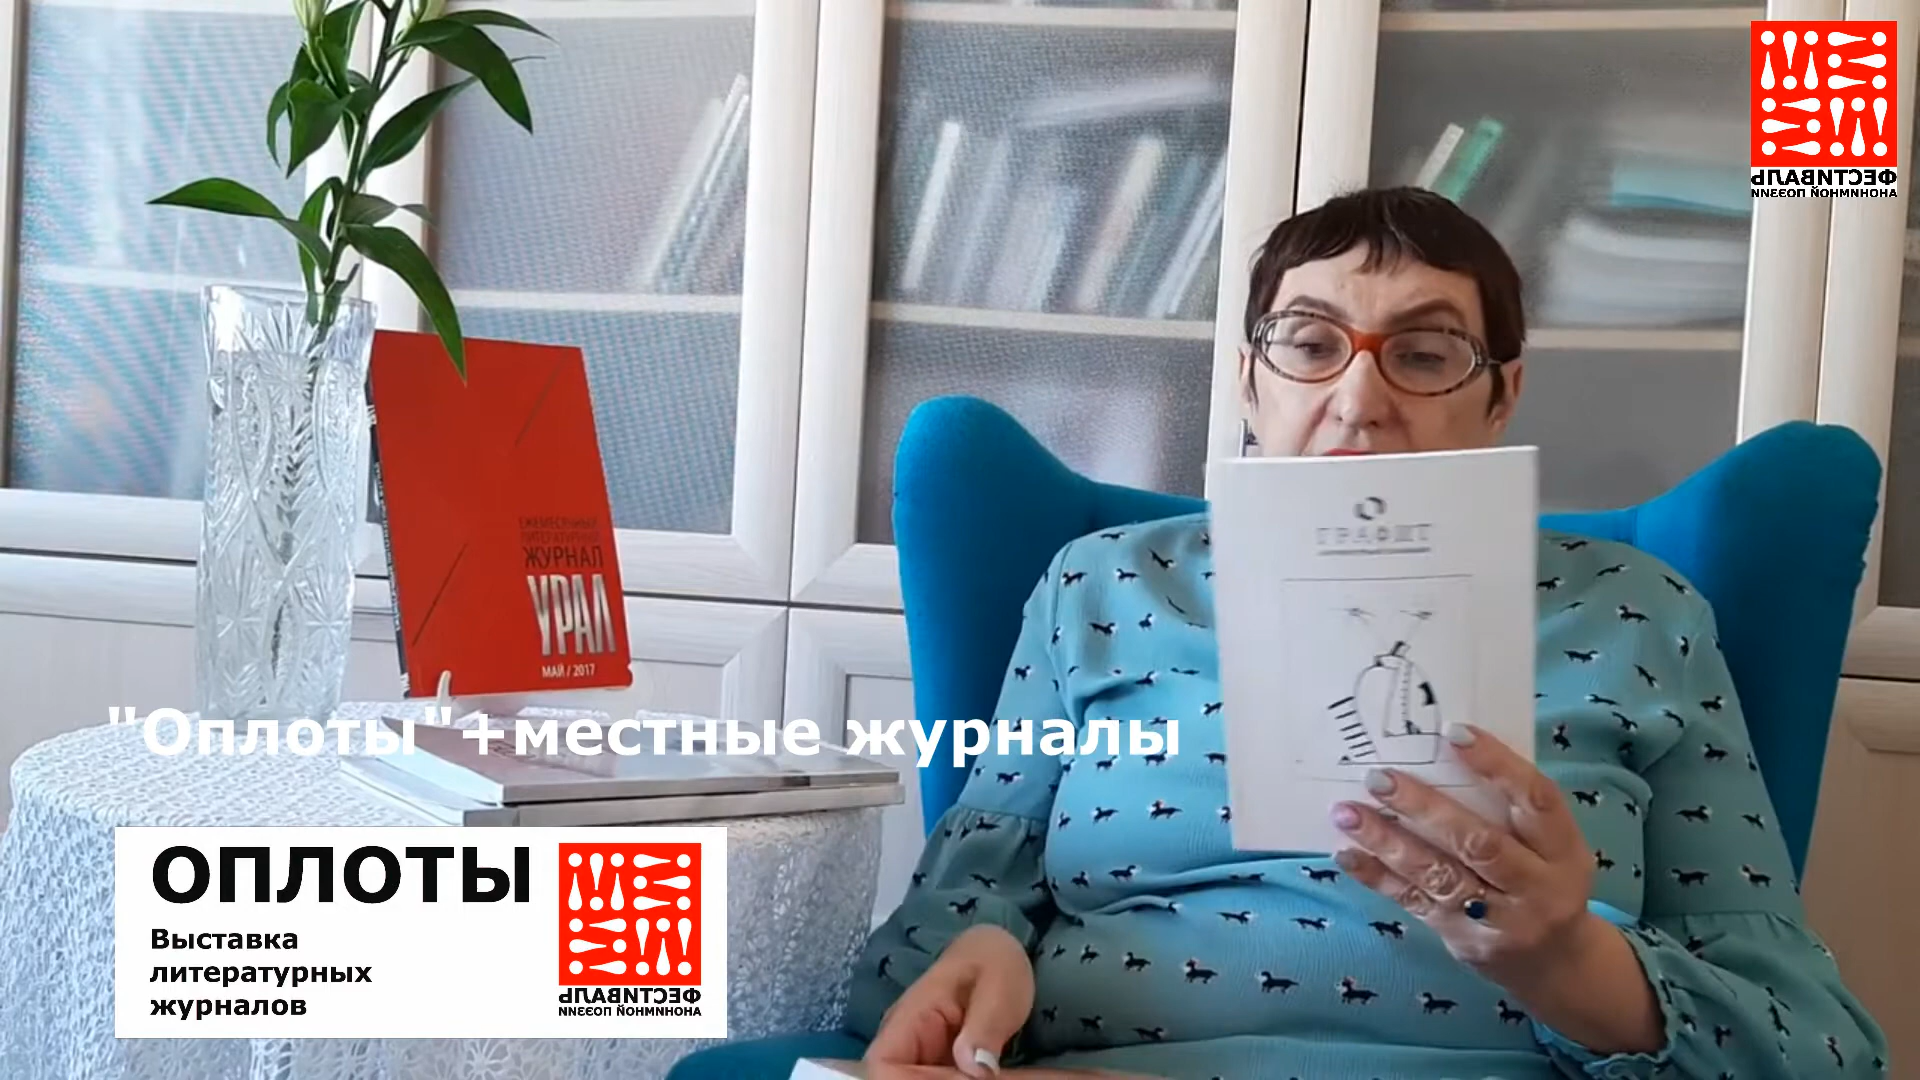 ФЕСТИВАЛЬ
АНОНИМНОЙ ПОЭЗИИ
ЕЖЕМЕСЯЧНЫЙ
ЛИТЕРАТУРНЫЙ
ЖУРНАЛ
УРАЛ
МАЙ / 2017
ГРАФИТ
"Оплоты"+местные журналы
ОПЛОТЫ
Выставка
литературных
журналов
ФЕСТИВАЛЬ
АНОНИМНОЙ ПОЭЗИИ